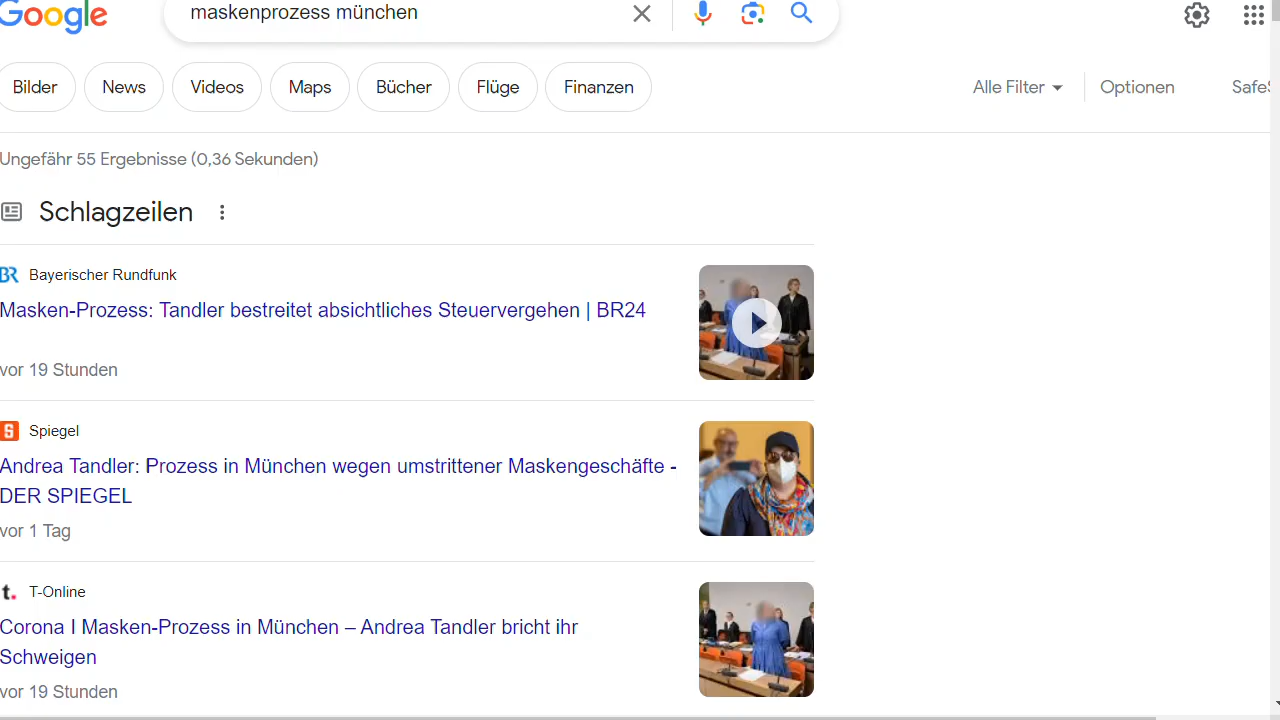 Google
maskenprozess münchen
Bilder News Videos Maps Bücher Flüge Finanzen Alle Filter Optionen
Ungefähr 55 Ergebnisse (0,36 Sekunden)
Schlagzeilen
BR Bayerischer Rundfunk
Masken-Prozess: Tandler bestreitet absichtliches Steuervergehen | BR24
vor 19 Stunden
Spiegel
Andrea Tandler: Prozess in München wegen umstrittener Maskengeschäfte -
DER SPIEGEL
vor 1 Tag
t. T-Online
Corona I Masken-Prozess in München – Andrea Tandler bricht ihr
Schweigen
vor 19 Stunden